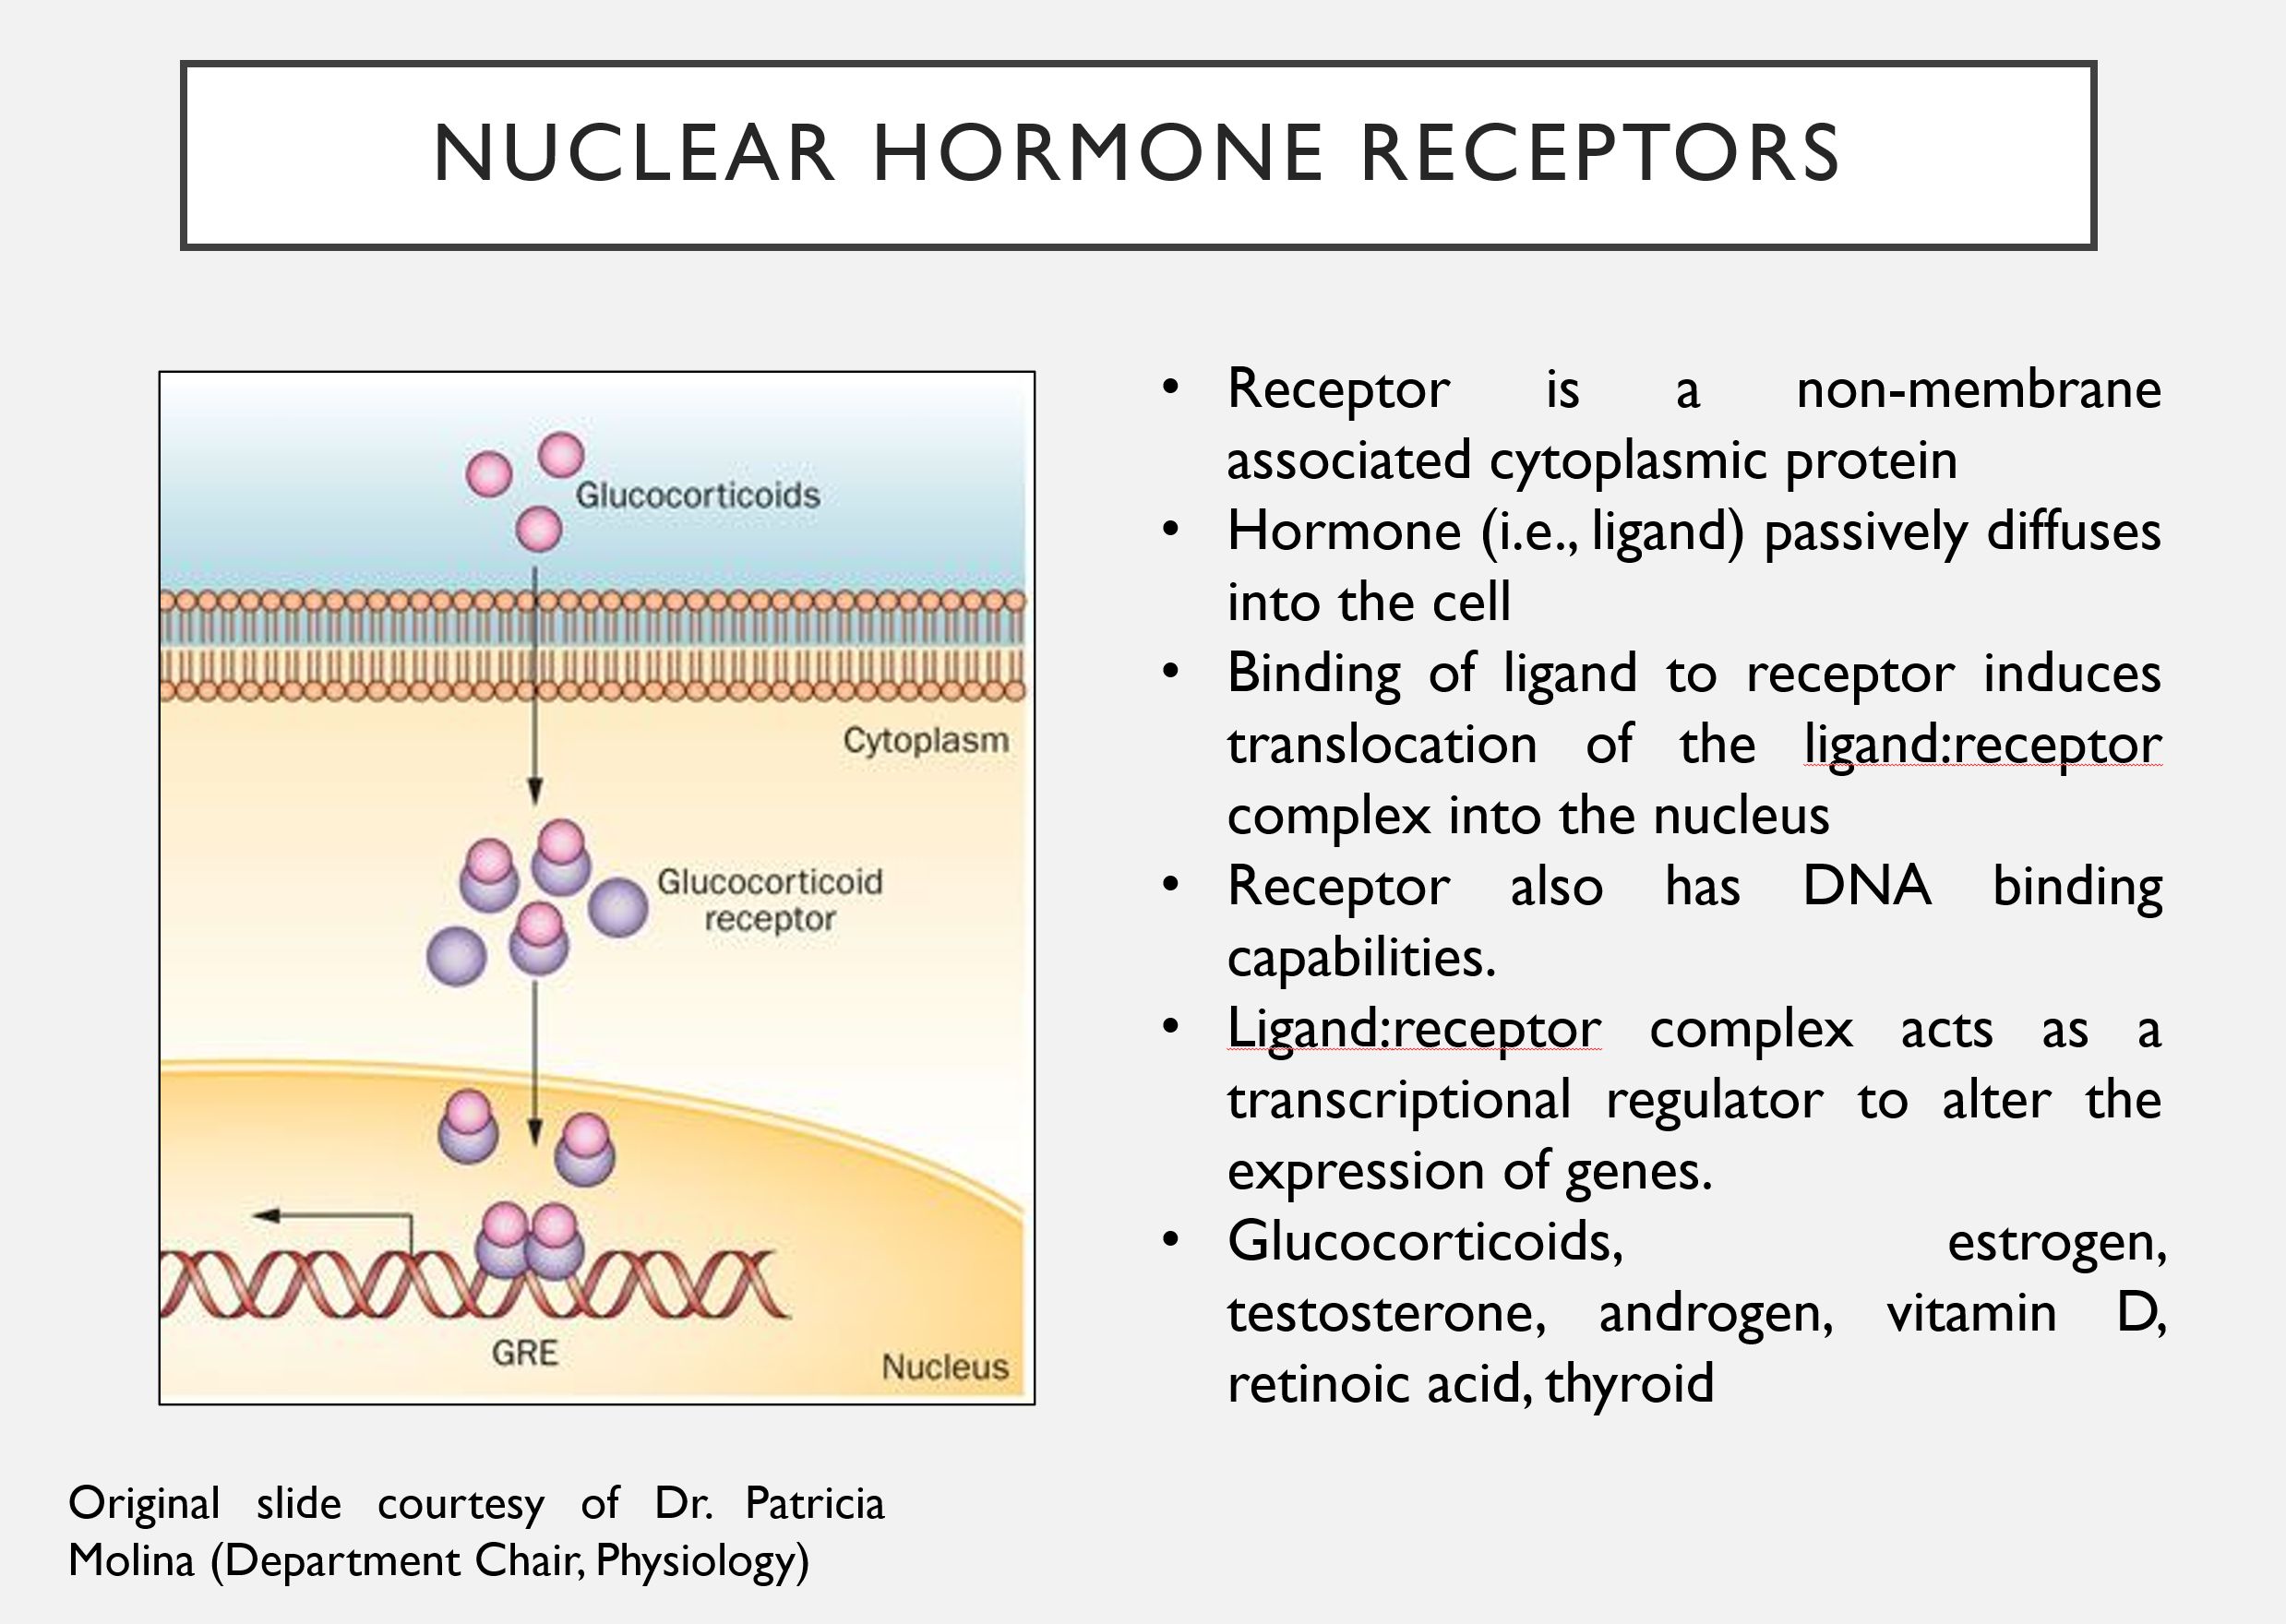 NUCLEAR HORMONE RECEPTORS
Glucocorticoids
Cytoplasm
Glucocorticoid
receptor
GRE
Nucleus
• Receptor is a non-membrane
associated cytoplasmic protein
• Hormone (i.e., ligand) passively diffuses
into the cell
• Binding of ligand to receptor induces
translocation of the ligand:receptor
complex into the nucleus
• Receptor also has DNA binding
capabilities.
• Ligand:receptor complex acts as a
transcriptional regulator to alter the
expression of genes.
• Glucocorticoids, estrogen,
testosterone, androgen, vitamin D,
retinoic acid, thyroid
Original slide courtesy of Dr. Patricia
Molina (Department Chair, Physiology)